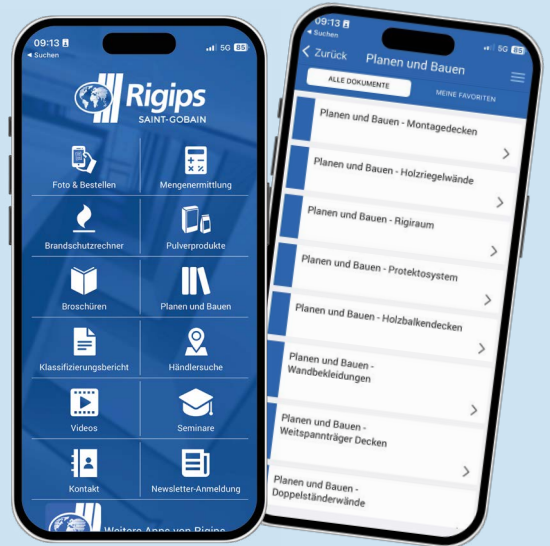 09:13
5G 85
◄ Suchen
Rigips
SAINT-GOBAIN
Foto & Bestellen
Mengenermittlung
Brandschutzrechner
Pulverprodukte
Broschüren
Planen und Bauen
Klassifizierungsbericht
Händlersuche
Videos
Seminare
Kontakt
Newsletter-Anmeldung
Weitere Apps von Rigips
09:13
5G 85
◄ Suchen
Zurück
Planen und Bauen
ALLE DOKUMENTE
MEINE FAVORITEN
Planen und Bauen - Montagedecken
Planen und Bauen - Holzriegelwände
Planen und Bauen - Rigiraum
Planen und Bauen - Protektosystem
Planen und Bauen - Holzbalkendecken
Planen und Bauen -
Wandbekleidungen
Planen und Bauen -
Weitspannträger Decken
Planen und Bauen -
Doppelständerwände